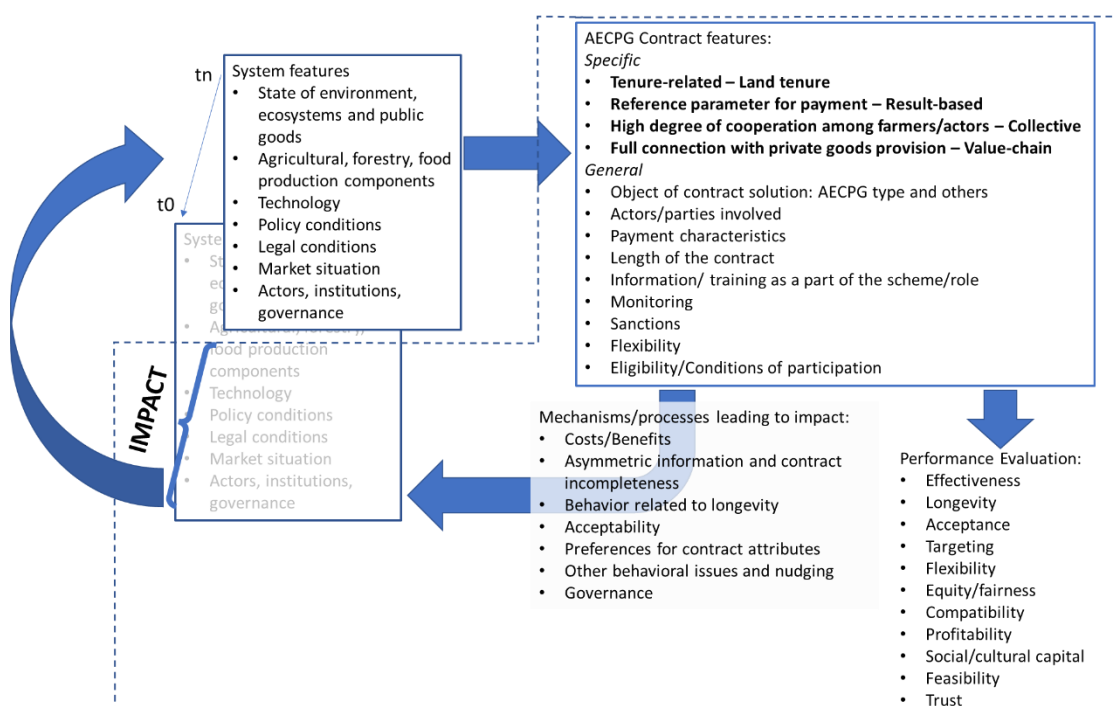 tn
System features
• State of environment,
ecosystems and public
goods
• Agricultural, forestry, food
production components
• Technology
• Policy conditions
• Legal conditions
• Market situation
• Actors, institutions,
governance
t0
Syste
• St
ec
go
• Agricultural, forestry,
food production
components
• Technology
• Policy conditions
• Legal conditions
• Market situation
• Actors, institutions,
governance
IMPACT
AECPG Contract features:
Specific
• Tenure-related – Land tenure
• Reference parameter for payment – Result-based
• High degree of cooperation among farmers/actors – Collective
• Full connection with private goods provision – Value-chain
General
• Object of contract solution: AECPG type and others
• Actors/parties involved
• Payment characteristics
• Length of the contract
• Information/ training as a part of the scheme/role
• Monitoring
• Sanctions
• Flexibility
• Eligibility/Conditions of participation
Mechanisms/processes leading to impact:
• Costs/Benefits
• Asymmetric information and contract
incompleteness
• Behavior related to longevity
• Acceptability
• Preferences for contract attributes
• Other behavioral issues and nudging
• Governance
Performance Evaluation:
• Effectiveness
• Longevity
• Acceptance
• Targeting
• Flexibility
• Equity/fairness
• Compatibility
• Profitability
• Social/cultural capital
• Feasibility
• Trust